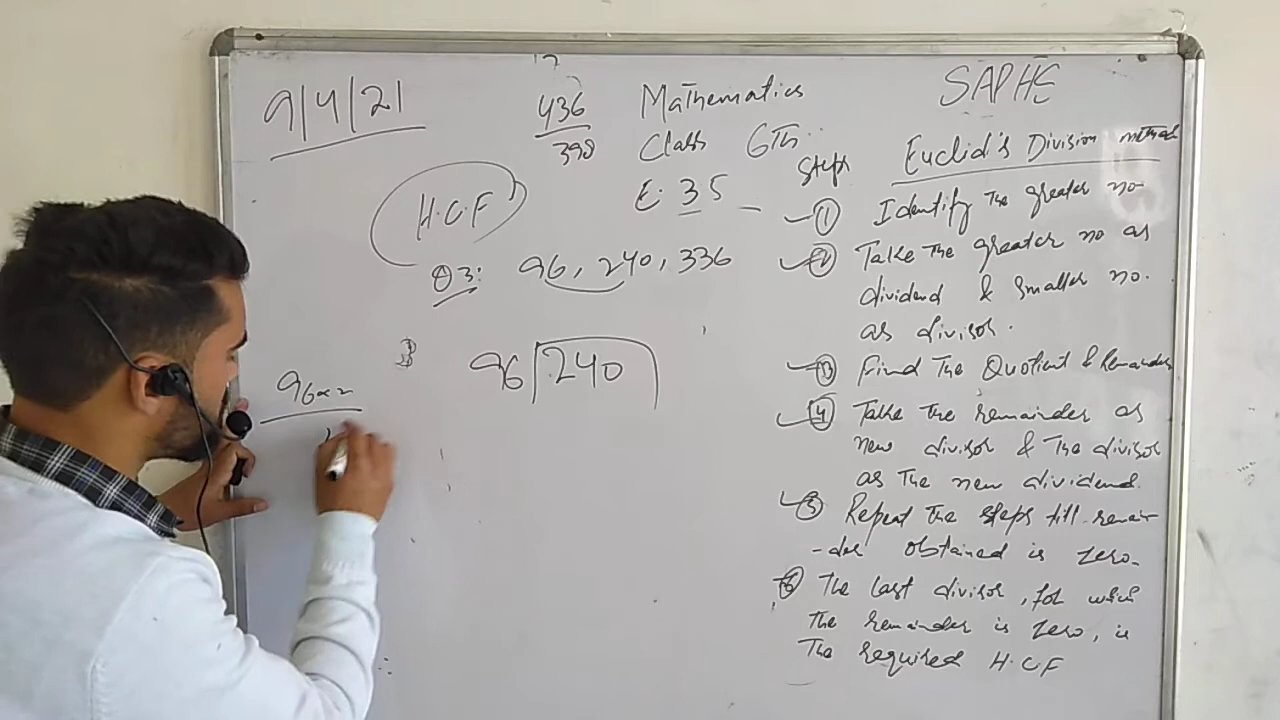 9/4/21
436
398
Mathematics
Class 6Th
E: 35
SAPHE
H.C.F
Q3: 96, 240, 336
96 240
96×2
Steps
Euclid's Division method
① Identify The greater no
② Take The greater no as
dividend & smaller no.
as divisor.
③ Find The Quotient & Remainder
④ Take The remainder as
new divisor & The divisor
as The new dividend.
⑤ Repeat The steps till remain
-der obtained is zero.
⑥ The last divisor, for which
The remainder is zero, is
The required H.C.F